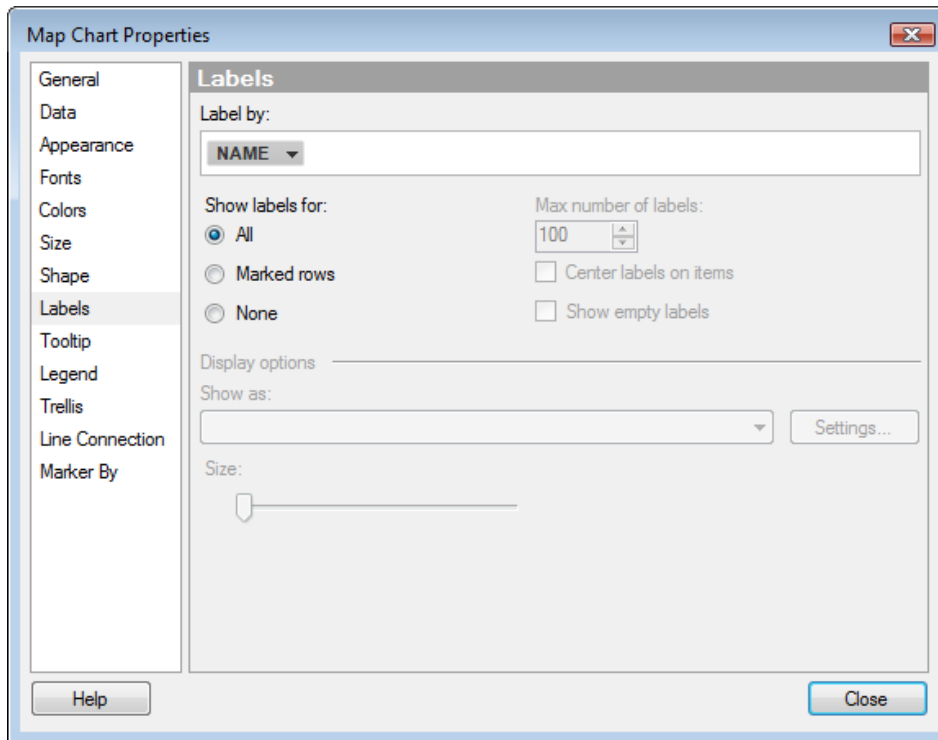 Map Chart Properties
General
Data
Appearance
Fonts
Colors
Size
Shape
Labels
Tooltip
Legend
Trellis
Line Connection
Marker By
Labels
Label by:
NAME
Show labels for:
All
Marked rows
None
Max number of labels:
100
Center labels on items
Show empty labels
Display options
Show as:
Settings...
Size:
Help
Close